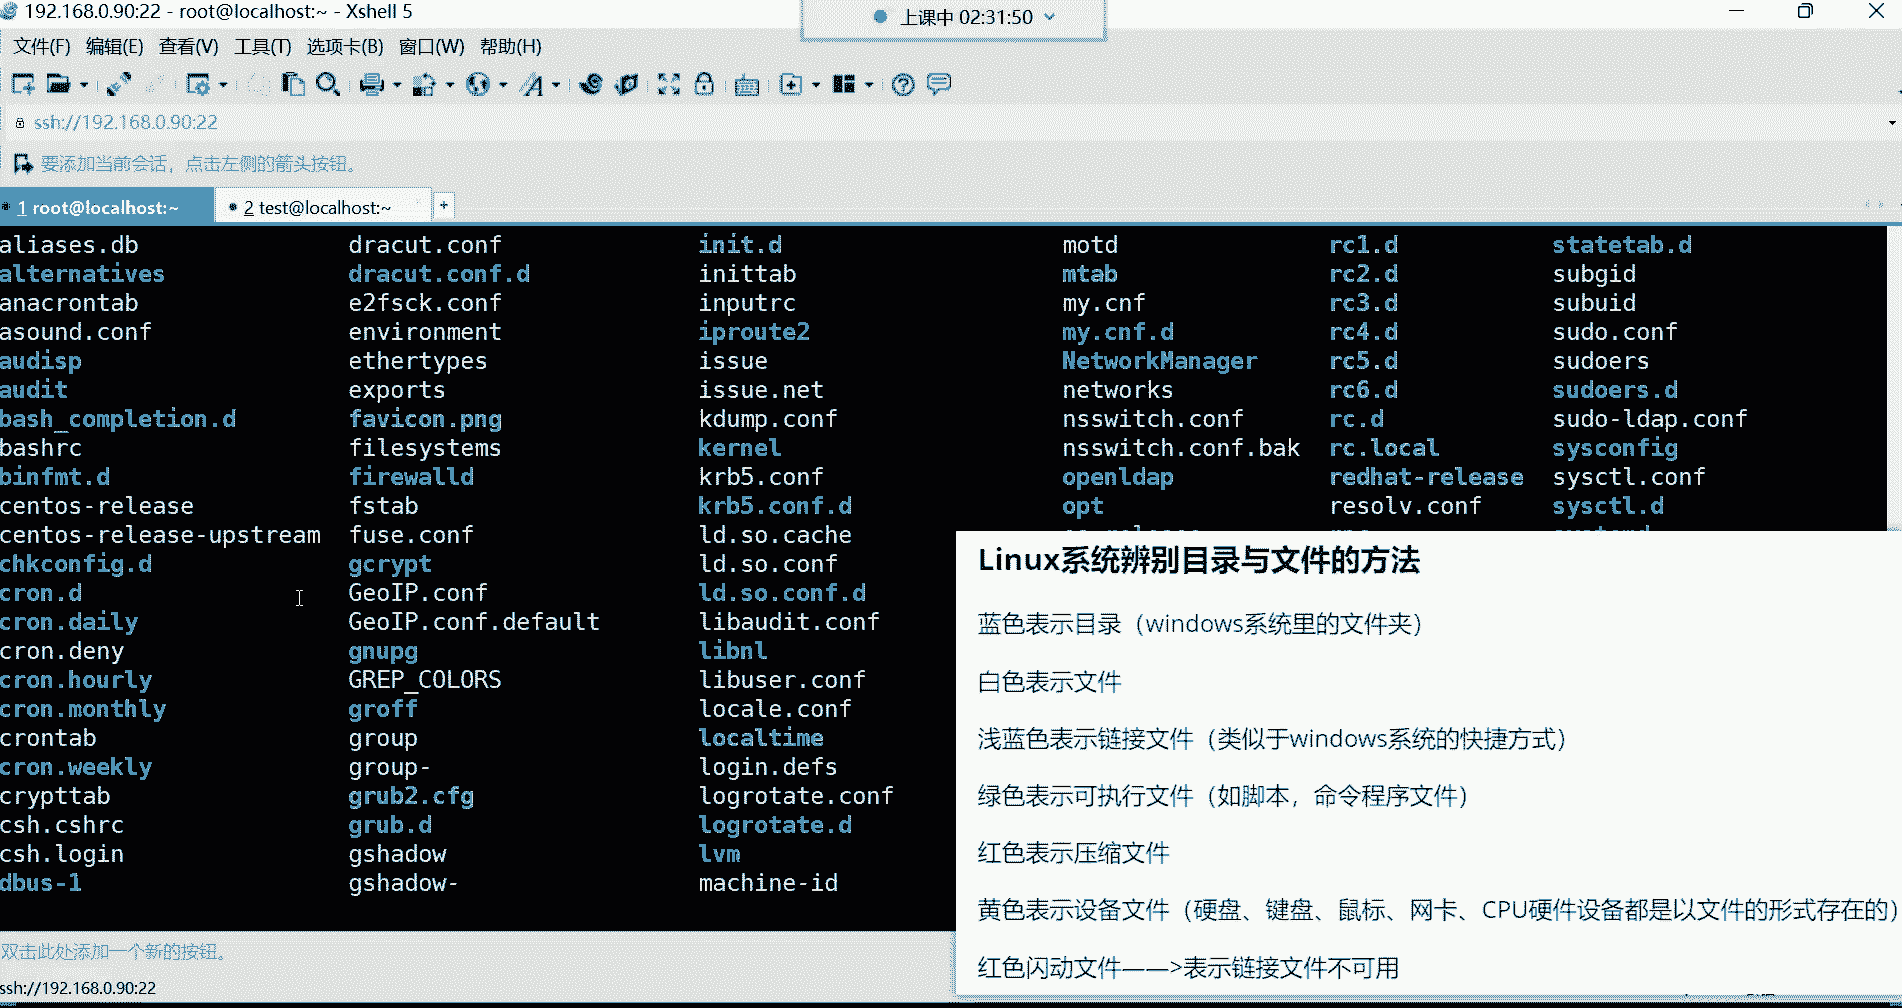 192.168.0.90:22 - root@localhost:~ - Xshell 5
上课中 02:31:50
文件(F) 编辑(E) 查看(V) 工具(T) 选项卡(B) 窗口(W) 帮助(H)
ssh://192.168.0.90:22
要添加当前会话，点击左侧的箭头按钮。
1 root@localhost:~ 2 test@localhost:~ +
aliases.db dracut.conf init.d motd rc1.d statetab.d
alternatives dracut.conf.d inittab mtab rc2.d subgid
anacrontab e2fsck.conf inputrc my.cnf rc3.d subuid
asound.conf environment iproute2 my.cnf.d rc4.d sudo.conf
audisp ethertypes issue NetworkManager rc5.d sudoers
audit exports issue.net networks rc6.d sudoers.d
bash_completion.d favicon.png kdump.conf nsswitch.conf rc.d sudo-ldap.conf
bashrc filesystems kernel nsswitch.conf.bak rc.local sysconfig
binfmt.d firewalld krb5.conf openldap redhat-release sysctl.conf
centos-release fstab krb5.conf.d opt resolv.conf sysctl.d
centos-release-upstream fuse.conf ld.so.cache
chkconfig.d gcrypt ld.so.conf
cron.d GeoIP.conf ld.so.conf.d
cron.daily GeoIP.conf.default libaudit.conf
cron.deny gnupg libnl
cron.hourly GREP_COLORS libuser.conf
cron.monthly groff locale.conf
crontab group localtime
cron.weekly group- login.defs
crypttab grub2.cfg logrotate.conf
csh.cshrc grub.d logrotate.d
csh.login gshadow lvm
dbus-1 gshadow- machine-id
Linux系统辨别目录与文件的方法
蓝色表示目录（windows系统里的文件夹）
白色表示文件
浅蓝色表示链接文件（类似于windows系统的快捷方式）
绿色表示可执行文件（如脚本，命令程序文件）
红色表示压缩文件
黄色表示设备文件（硬盘、键盘、鼠标、网卡、CPU硬件设备都是以文件的形式存在的）
红色闪动文件——>表示链接文件不可用
双击此处添加一个新的按钮。
ssh://192.168.0.90:22